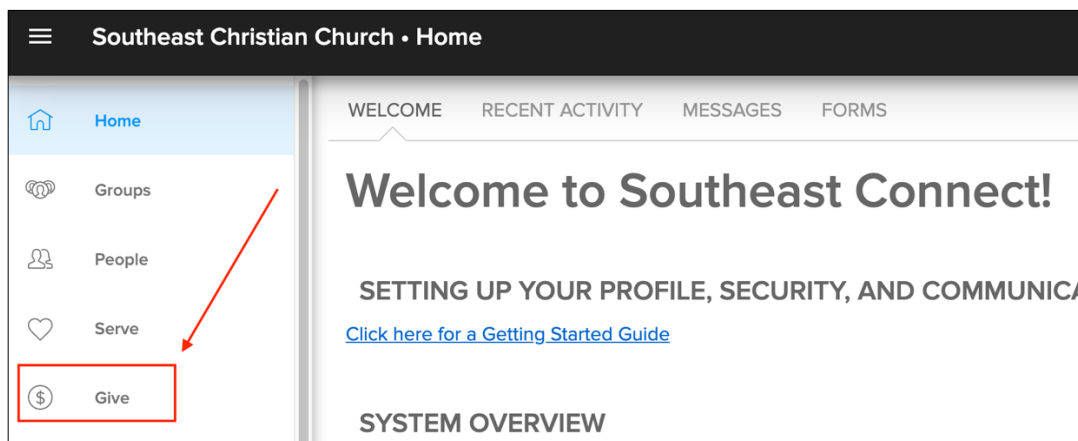 Southeast Christian Church • Home
Home
Groups
People
Serve
$ Give
WELCOME RECENT ACTIVITY MESSAGES FORMS
Welcome to Southeast Connect!
SETTING UP YOUR PROFILE, SECURITY, AND COMMUNICA
Click here for a Getting Started Guide
SYSTEM OVERVIEW